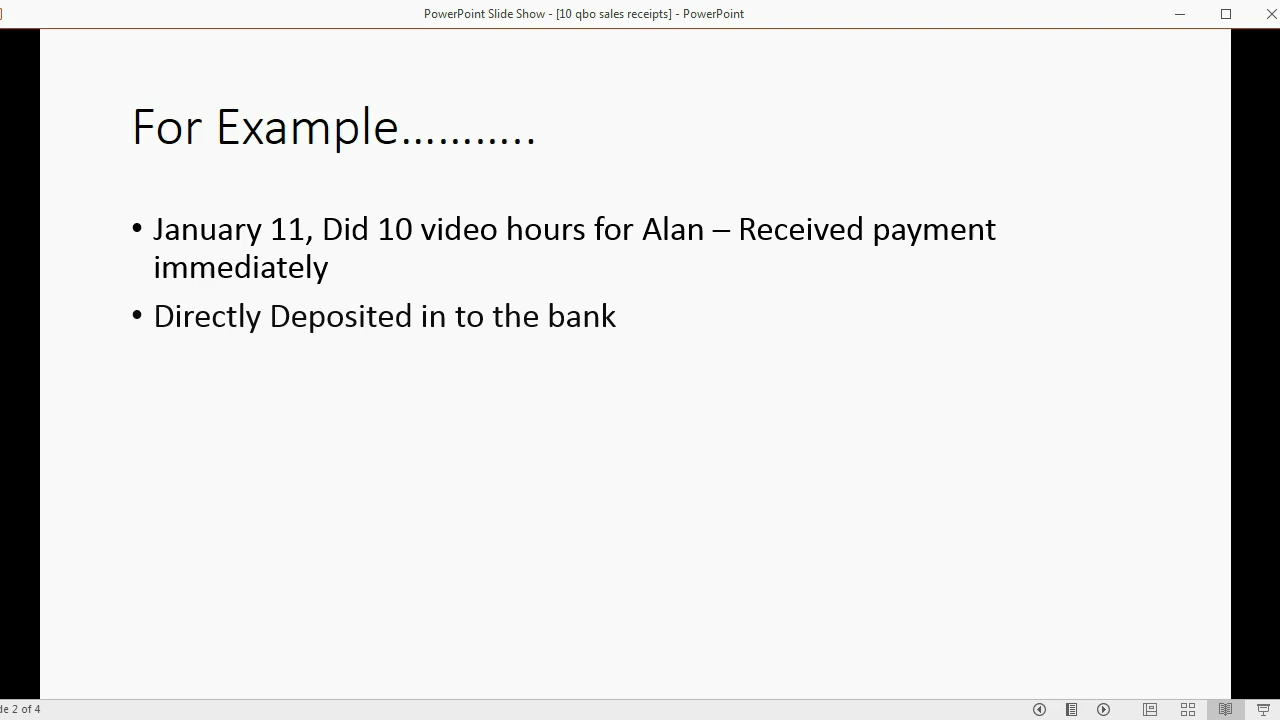 PowerPoint Slide Show - [10 qbo sales receipts] - PowerPoint
For Example………..
• January 11, Did 10 video hours for Alan – Received payment
immediately
• Directly Deposited in to the bank
de 2 of 4